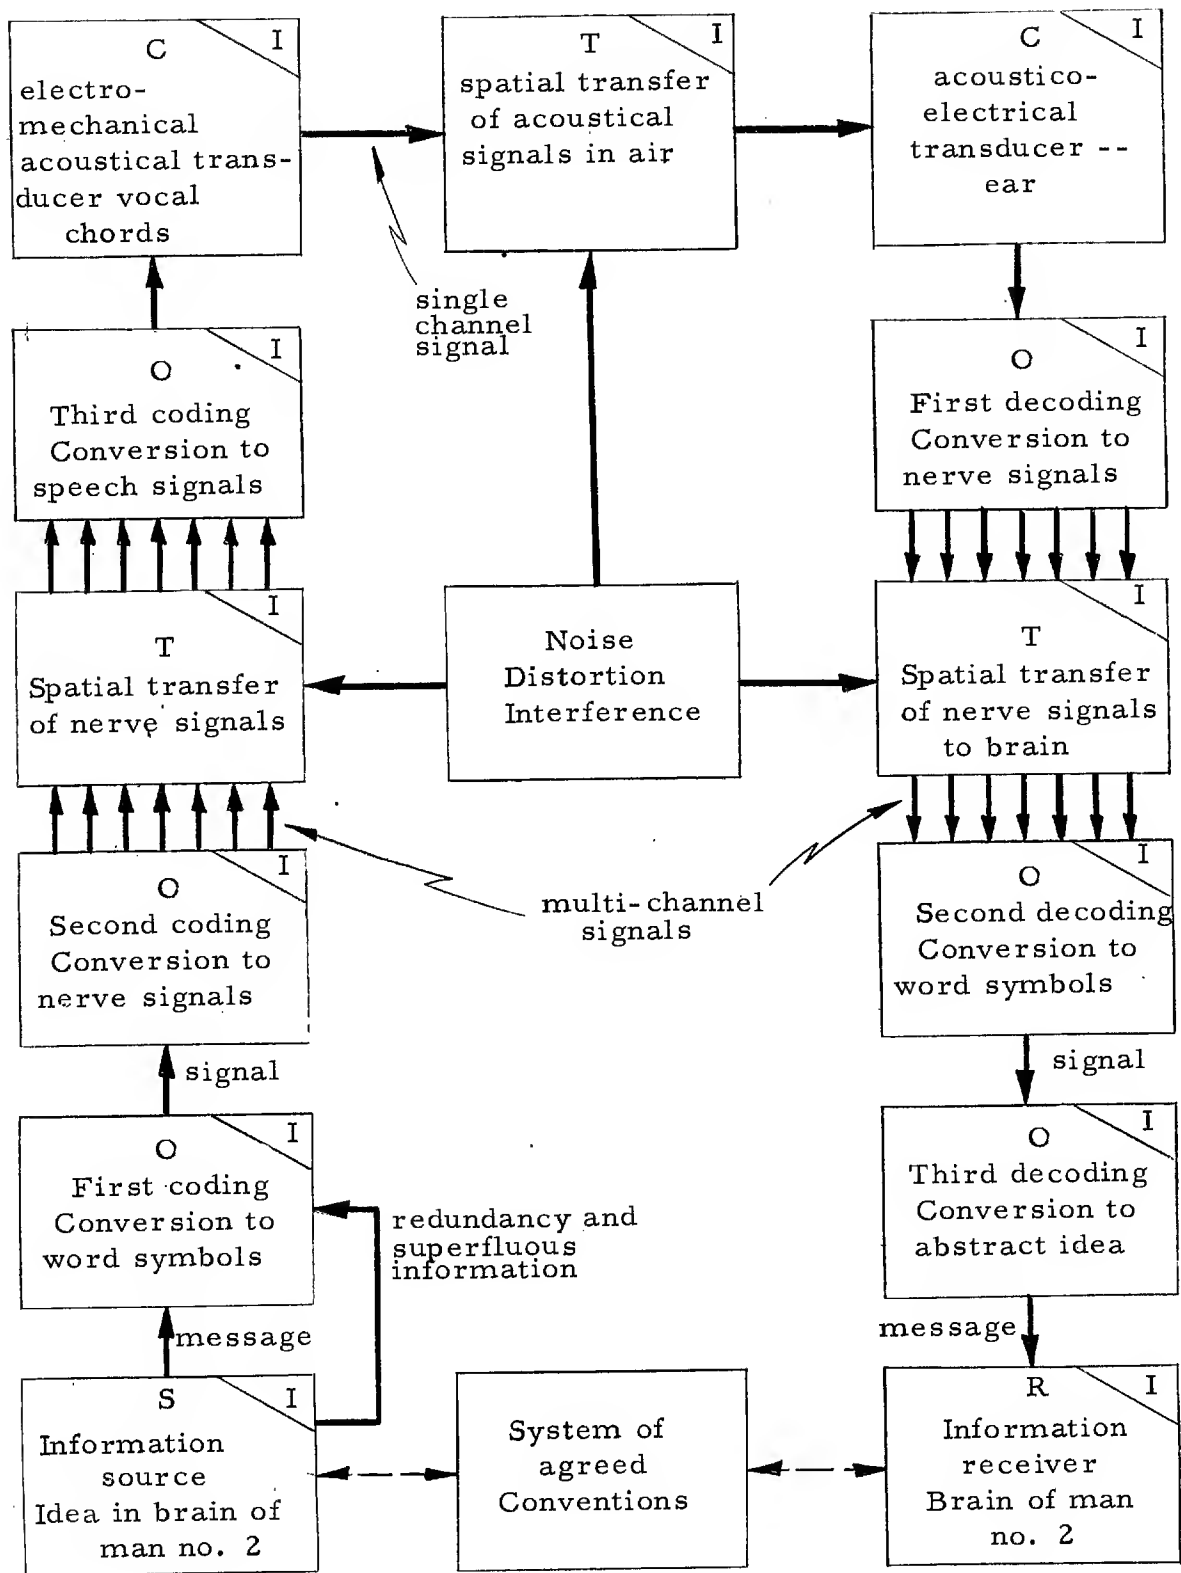 C
I
electro-
mechanical
acoustical trans-
ducer vocal
chords
T
I
spatial transfer
of acoustical
signals in air
C
I
acoustico-
electrical
transducer --
ear
single
channel
signal
O
I
Third coding
Conversion to
speech signals
O
I
First decoding
Conversion to
nerve signals
T
I
Spatial transfer
of nerve signals
Noise
Distortion
Interference
T
I
Spatial transfer
of nerve signals
to brain
O
I
Second coding
Conversion to
nerve signals
multi-channel
signals
O
I
Second decoding
Conversion to
word symbols
signal
signal
O
I
First coding
Conversion to
word symbols
redundancy and
superfluous
information
O
I
Third decoding
Conversion to
abstract idea
message
message
S
I
Information
source
Idea in brain of
man no. 2
System of
agreed
Conventions
R
I
Information
receiver
Brain of man
no. 2